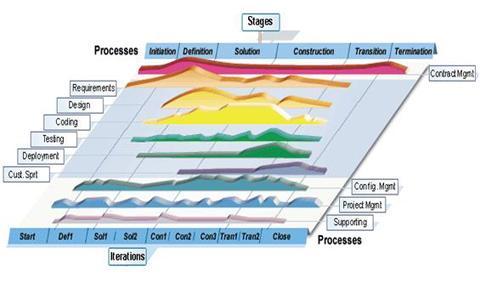 Stages
Processes Initiation Definition Solution Construction Transition Termination
Contract Mgmt
Requirements
Design
Coding
Testing
Deployment
Cust. Sprt
Config. Mgmt
Project Mgmt
Supporting
Start Def1 Sol1 Sol2 Con1 Con2 Con3 Tran1 Tran2 Close Processes
Iterations